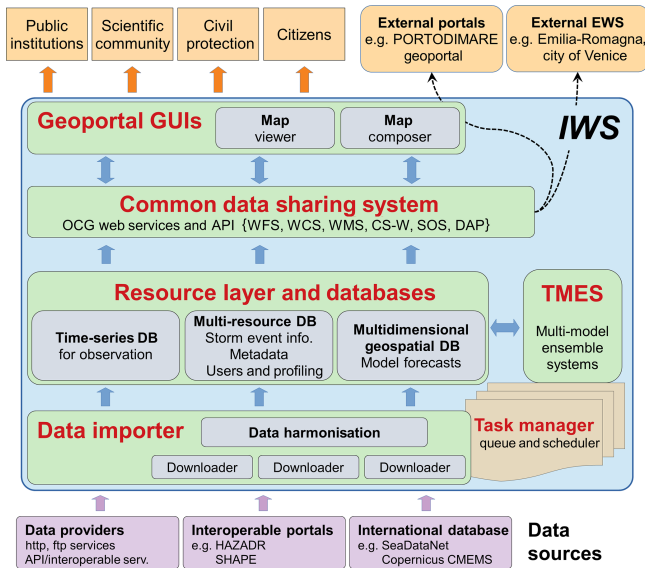 Public
institutions
Scientific
community
Civil
protection
Citizens
External portals
e.g. PORTODIMARE
geoportal
External EWS
e.g. Emilia-Romagna,
city of Venice
IWS
Geoportal GUIs
Map
viewer
Map
composer
Common data sharing system
OCG web services and API {WFS, WCS, WMS, CS-W, SOS, DAP}
Resource layer and databases
Time-series DB
for observation
Multi-resource DB
Storm event info.
Metadata
Users and profiling
Multidimensional
geospatial DB
Model forecasts
TMES
Multi-model
ensemble
systems
Data importer
Data harmonisation
Downloader
Downloader
Downloader
Task manager
queue and scheduler
Data providers
http, ftp services
API/interoperable serv.
Interoperable portals
e.g. HAZADR
SHAPE
International database
e.g. SeaDataNet
Copernicus CMEMS
Data
sources